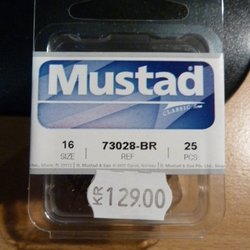 Mustad
CLASSIC
16 73028-BR 25
SIZE REF PCS
KR 129.00